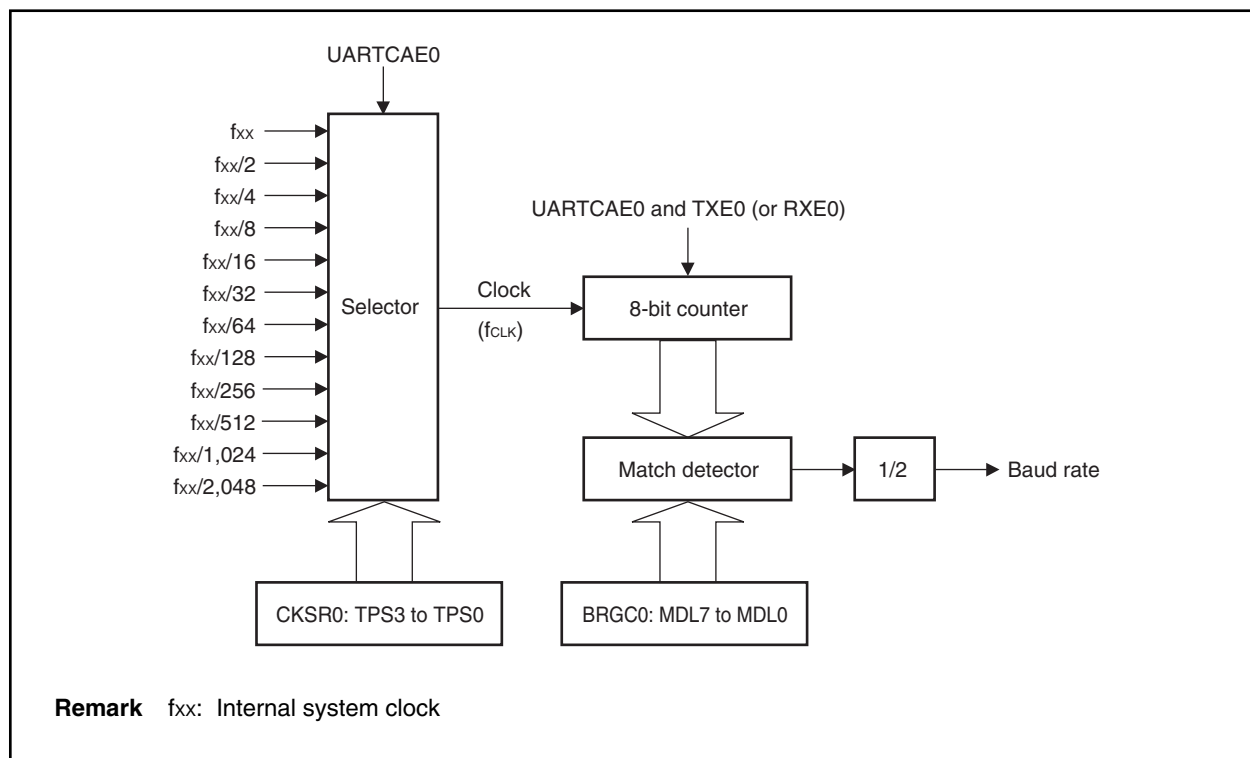 UARTCAE0
fxx
fxx/2
fxx/4
fxx/8
fxx/16
fxx/32
fxx/64
fxx/128
fxx/256
fxx/512
fxx/1,024
fxx/2,048
Selector
Clock
(fCLK)
UARTCAE0 and TXE0 (or RXE0)
8-bit counter
Match detector
1/2
Baud rate
CKSR0: TPS3 to TPS0
BRGC0: MDL7 to MDL0
Remark fxx: Internal system clock